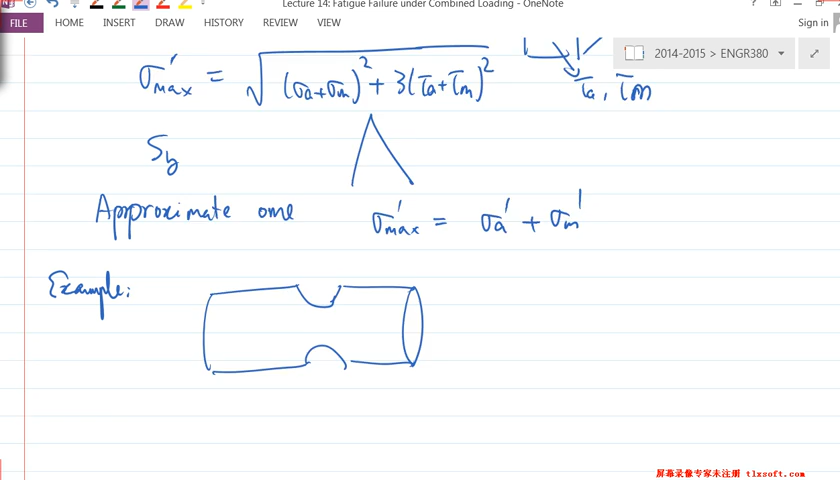 Lecture 14: Fatigue Failure under Combined Loading - OneNote
FILE HOME INSERT DRAW HISTORY REVIEW VIEW Sign in
2014-2015 > ENGR380
σ'max = √((σa+σm)² + 3(τa+τm)²)
τa, τm
Sy
Approximate one σ'max = σa' + σm'
Example:
屏幕录像专家未注册 tlxsoft.com